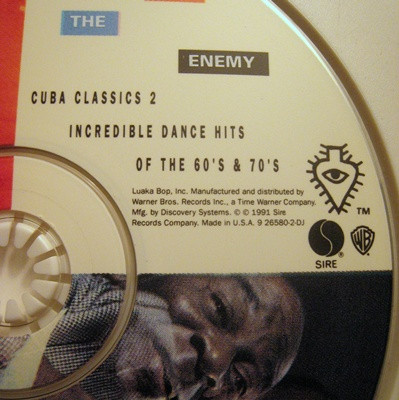 THE
ENEMY
CUBA CLASSICS 2
INCREDIBLE DANCE HITS
OF THE 60'S & 70'S
Luaka Bop, Inc. Manufactured and distributed by
Warner Bros. Records Inc., a Time Warner Company.
Mfg. by Discovery Systems. ℗ © 1991 Sire
Records Company. Made in U.S.A. 9 26580-2-DJ
TM
S ® WB
SIRE